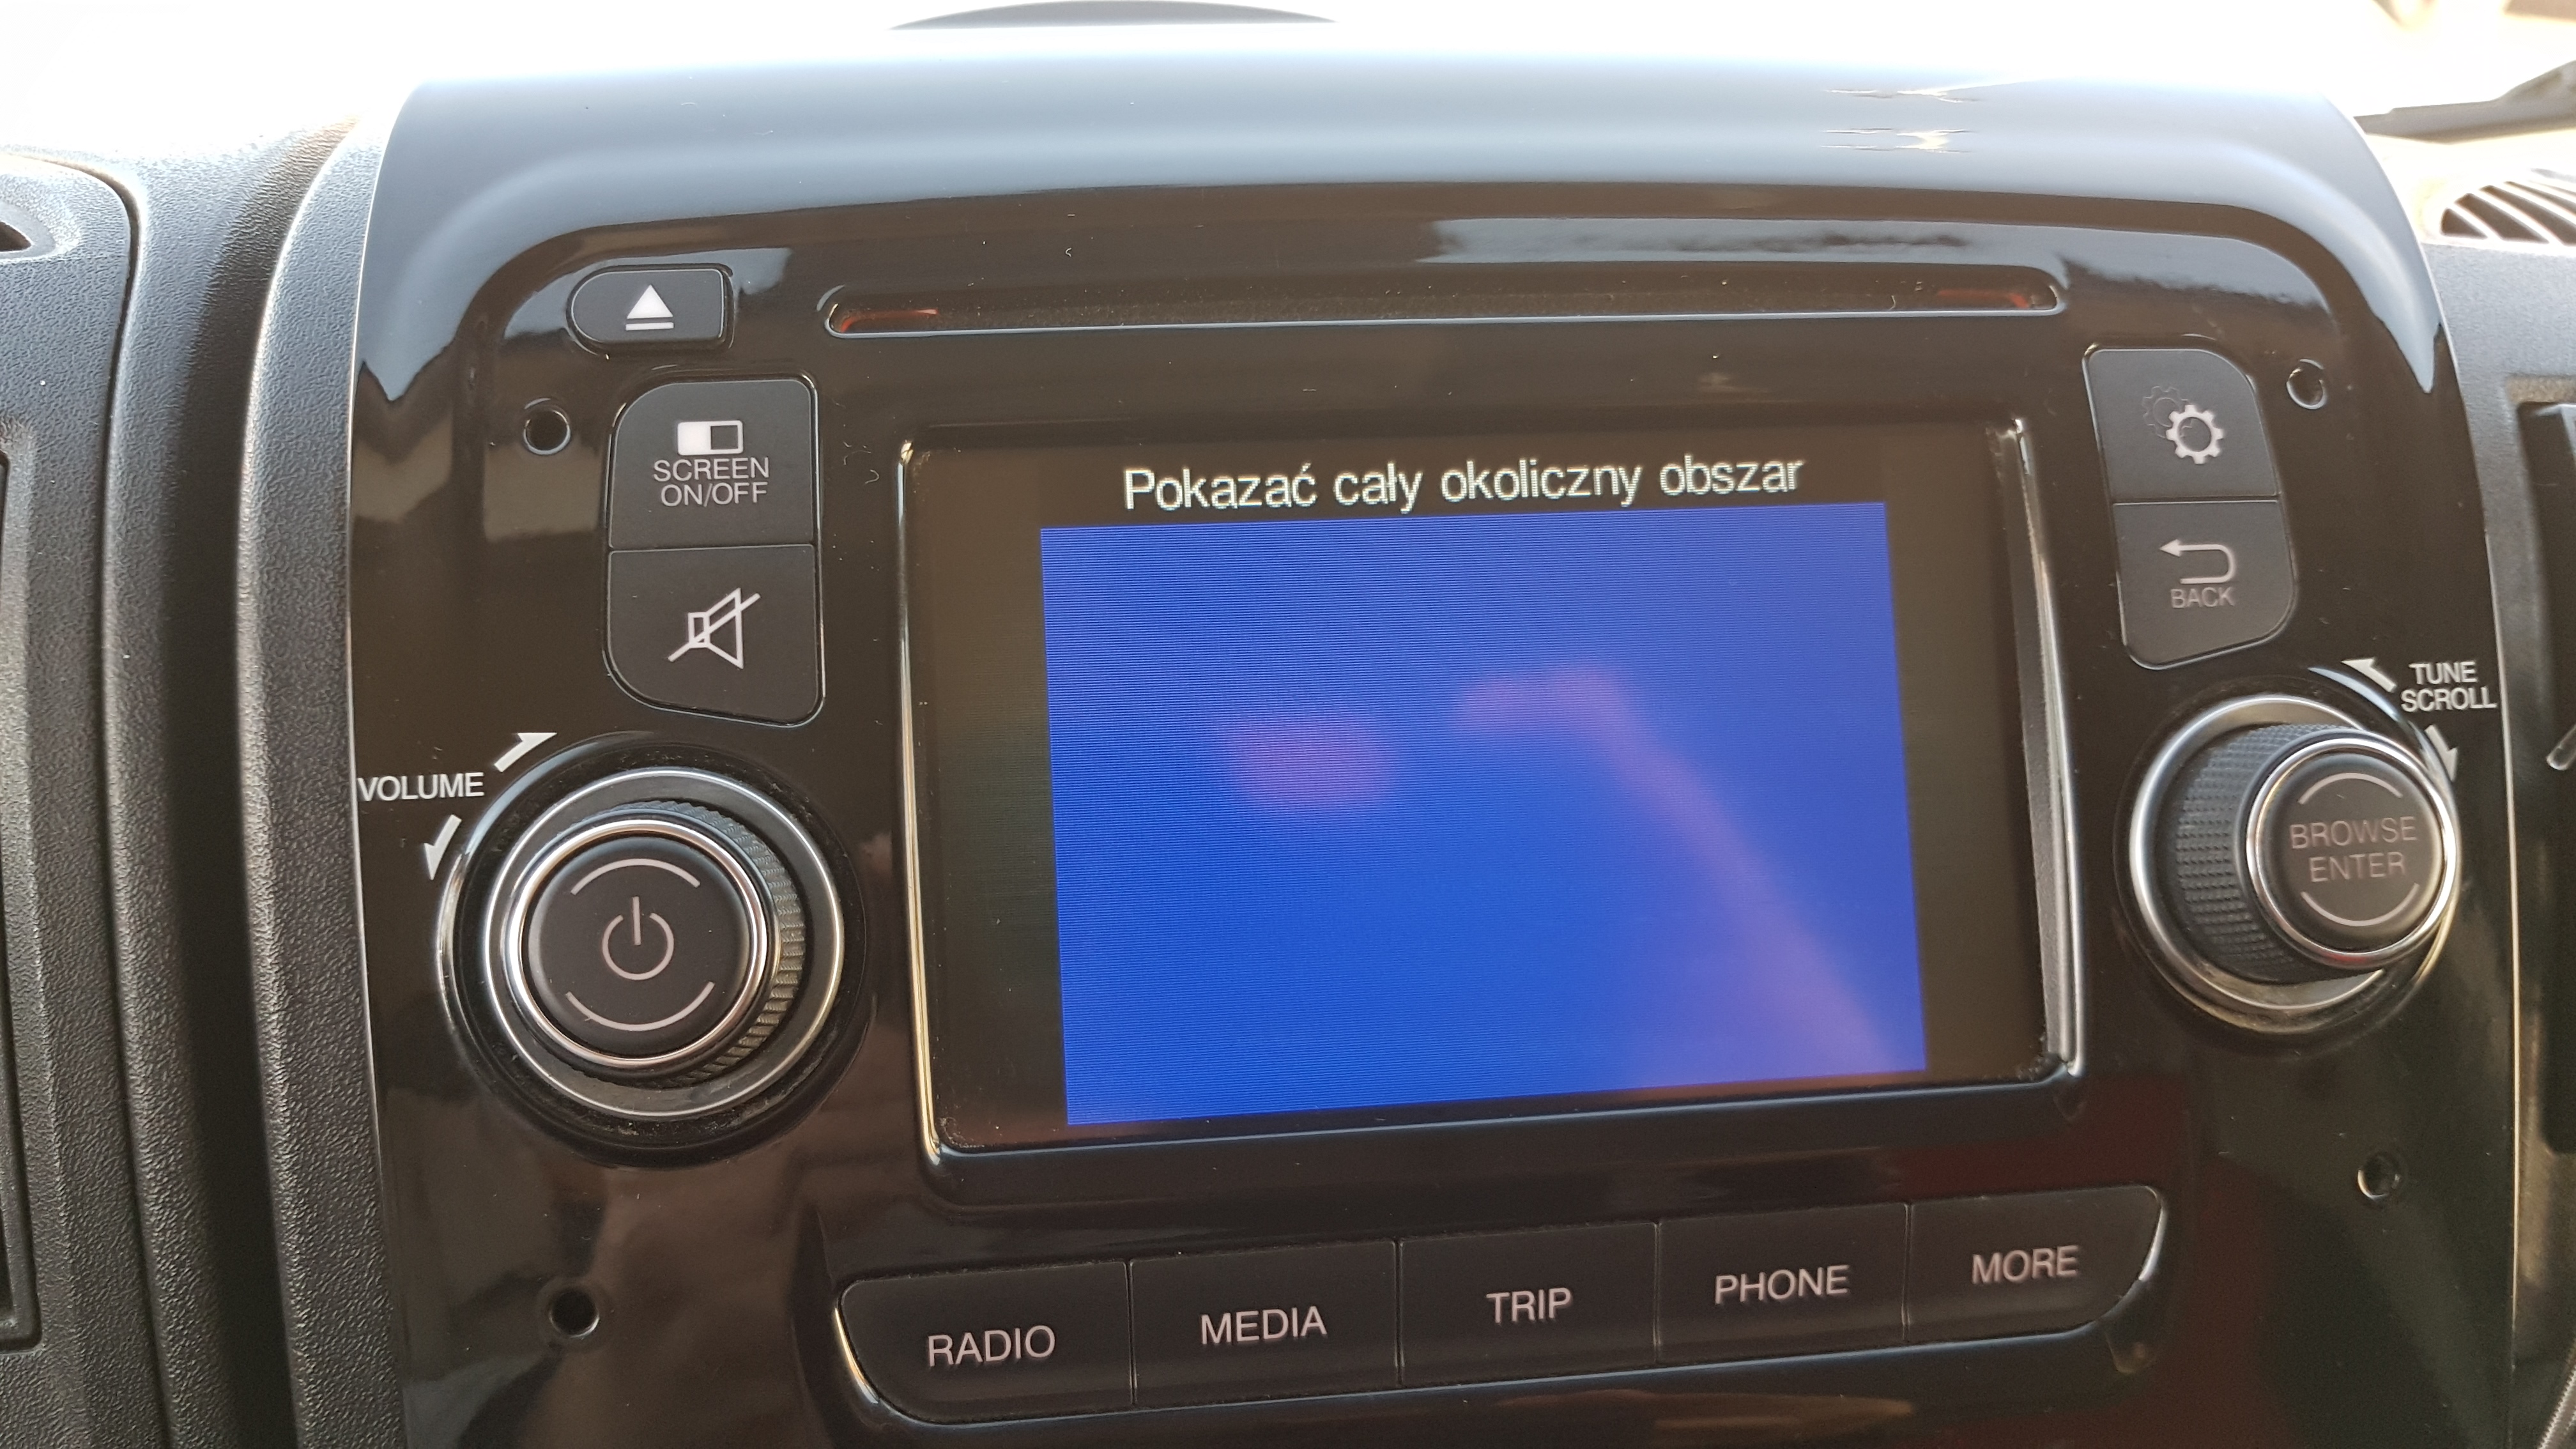 Pokazać cały okoliczny obszar
SCREEN
ON/OFF
BACK
TUNE
SCROLL
VOLUME
BROWSE
ENTER
RADIO
MEDIA
TRIP
PHONE
MORE